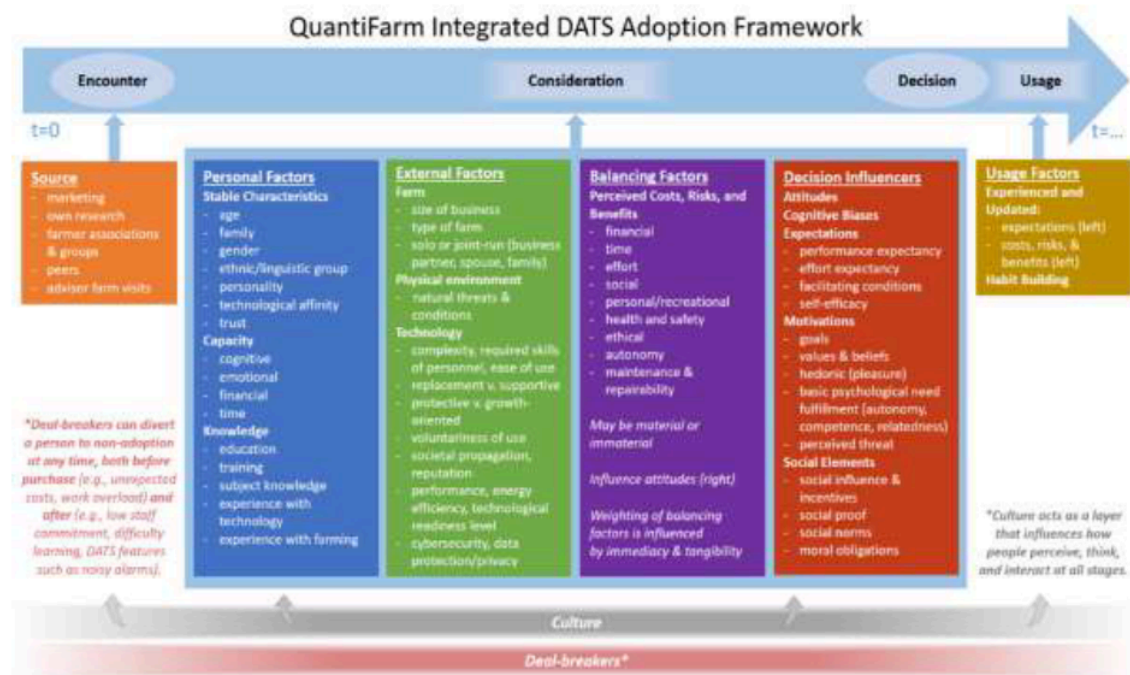 QuantiFarm Integrated DATS Adoption Framework
Encounter
Consideration
Decision
Usage
t=0
t=...
Source
- marketing
- own research
- farmer associations
& groups
- peers
- advisor farm visits
Personal Factors
Stable Characteristics
- age
- family
- gender
- ethnic/linguistic group
- personality
- technological affinity
- trust
Capacity
- cognitive
- emotional
- financial
- time
Knowledge
- education
- training
- subject knowledge
- experience with
technology
- experience with farming
External Factors
Farm
- size of business
- type of farm
- solo or joint-run (business
partner, spouse, family)
Physical environment
- natural threats &
conditions
Technology
- complexity, required skills
of personnel, ease of use
- replacement v. supportive
- protective v. growth-
oriented
- voluntariness of use
- societal propagation,
reputation
- performance, energy
efficiency, technological
readiness level
- cybersecurity, data
protection/privacy
Balancing Factors
Perceived Costs, Risks, and
Benefits
- financial
- time
- effort
- social
- personal/recreational
- health and safety
- ethical
- autonomy
- maintenance &
repairability
May be material or
immaterial
Influence attitudes (right)
Weighting of balancing
factors is influenced
by immediacy & tangibility
Decision Influencers
Attitudes
Cognitive Biases
Expectations
- performance expectancy
- effort expectancy
- facilitating conditions
- self-efficacy
Motivations
- goals
- values & beliefs
- hedonic (pleasure)
- basic psychological need
fulfillment (autonomy,
competence, relatedness)
- perceived threat
Social Elements
- social influence &
incentives
- social proof
- social norms
- moral obligations
Usage Factors
Experienced and
Updated:
- expectations (left)
- costs, risks, &
benefits (left)
Habit Building
*Deal-breakers can divert
a person to non-adoption
at any time, both before
purchase (e.g., unexpected
costs, work overload) and
after (e.g., low staff
commitment, difficulty
learning, DATS features
such as noisy alarms).
*Culture acts as a layer
that influences how
people perceive, think,
and interact at all stages.
Culture
Deal-breakers*